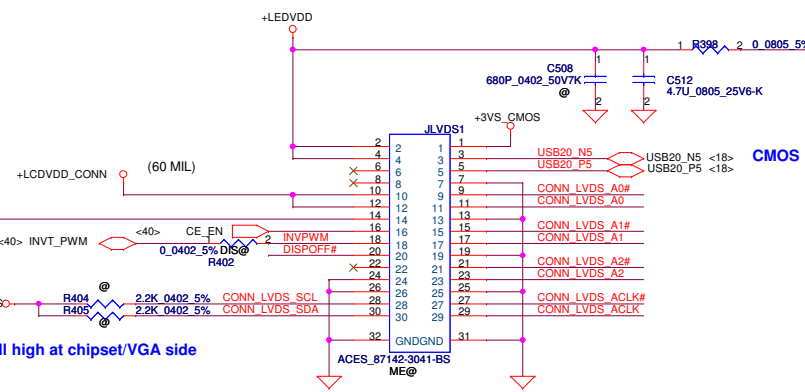 +LEDVDD
1 R398 2 0_0805_5%
C508
680P_0402_50V7K
@
1
2
1
2
C512
4.7U_0805_25V6-K
+3VS_CMOS
JLVDS1
2 2 1 1
4 4 3 3 USB20_N5 USB20_N5 <18>
CMOS
6 6 5 5 USB20_P5 USB20_P5 <18>
+LCDVDD_CONN
(60 MIL)
8 8 7 7
10 10 9 9 CONN_LVDS_A0#
12 12 11 11 CONN_LVDS_A0
14 14 13 13
<40> CE_EN 16 16 15 15 CONN_LVDS_A1#
<40> INVT_PWM 1 2 INVPWM 18 18 17 17 CONN_LVDS_A1
0_0402_5% DIS@ DISPOFF# 20 20 19 19
R402
22 22 21 21 CONN_LVDS_A2#
24 24 23 23 CONN_LVDS_A2
@
26 26 25 25
R404 2.2K_0402_5% CONN_LVDS_SCL 28 28 27 27 CONN_LVDS_ACLK#
R405 2.2K_0402_5% CONN_LVDS_SDA 30 30 29 29 CONN_LVDS_ACLK
@
32 GND GND 31
ll high at chipset/VGA side
ACES_87142-3041-BS
ME@